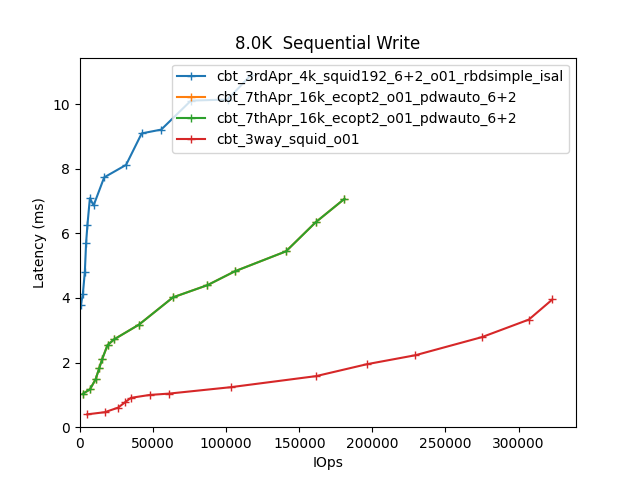 8.0K  Sequential Write
cbt_3rdApr_4k_squid192_6+2_o01_rbdsimple_isal
cbt_7thApr_16k_ecopt2_o01_pdwauto_6+2
cbt_7thApr_16k_ecopt2_o01_pdwauto_6+2
cbt_3way_squid_o01
10
8
6
4
2
0
Latency (ms)
0 50000 100000 150000 200000 250000 300000
IOps